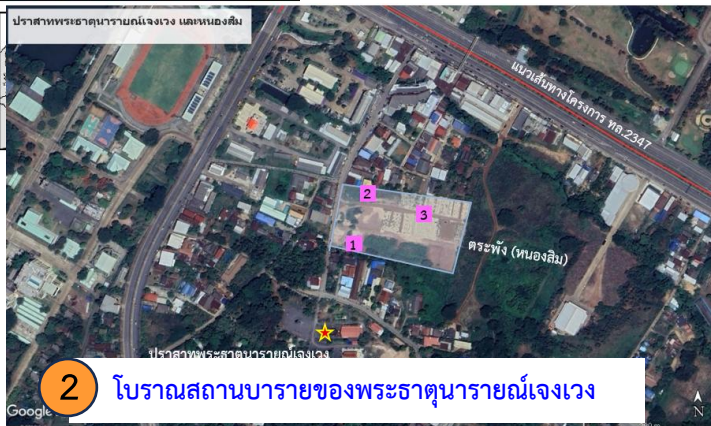 ปราสาทพระธาตุนารายณ์เจงเวง และหนองสิม
แนวเส้นทางโครงการ ทล.2347
2
3
1
ตระพัง (หนองสิม)
ปราสาทพระธาตุนารายณ์เจงเวง
2 โบราณสถานบารายของพระธาตุนารายณ์เจงเวง
Google
N